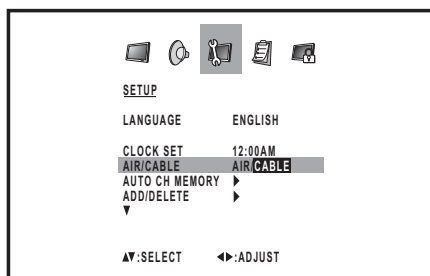 SETUP
LANGUAGE ENGLISH
CLOCK SET 12:00AM
AIR/CABLE AIR/CABLE
AUTO CH MEMORY ▶
ADD/DELETE ▶
▼
▲▼:SELECT ◀▶:ADJUST